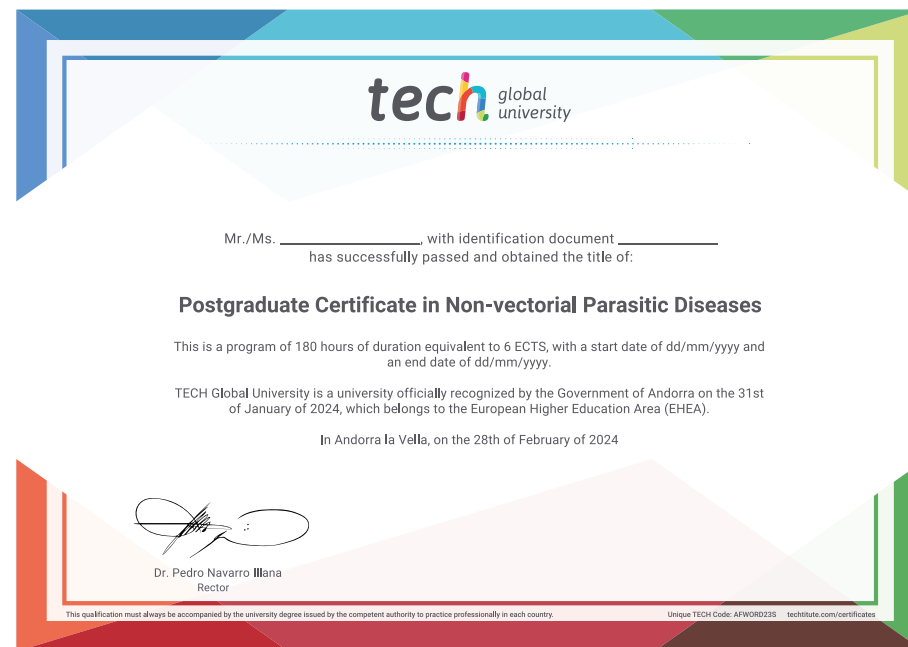 tech global university
Mr./Ms. ____________________, with identification document ______________
has successfully passed and obtained the title of:
Postgraduate Certificate in Non-vectorial Parasitic Diseases
This is a program of 180 hours of duration equivalent to 6 ECTS, with a start date of dd/mm/yyyy and
an end date of dd/mm/yyyy.
TECH Global University is a university officially recognized by the Government of Andorra on the 31st
of January of 2024, which belongs to the European Higher Education Area (EHEA).
In Andorra la Vella, on the 28th of February of 2024
Dr. Pedro Navarro Illana
Rector
This qualification must always be accompanied by the university degree issued by the competent authority to practice professionally in each country.
Unique TECH Code: AFWORD23S techtitute.com/certificates